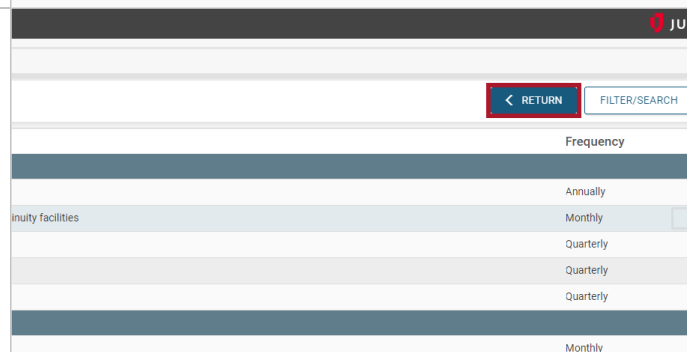 JU
< RETURN FILTER/SEARCH
Frequency
Annually
inuity facilities Monthly
Quarterly
Quarterly
Quarterly
Monthly